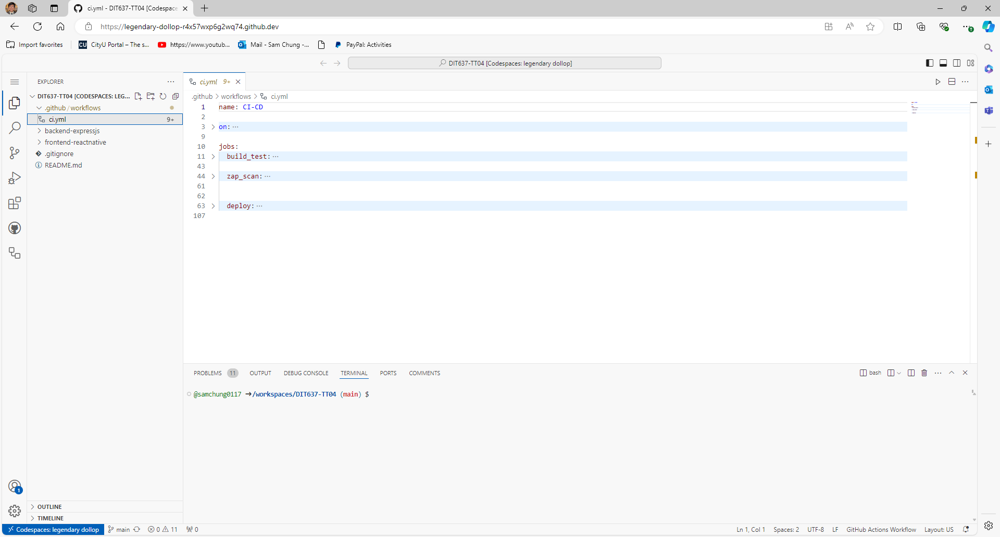 ci.yml - DIT637-TT04 [Codespace
https://legendary-dollop-r4x57wxp6g2wq74.github.dev
Import favorites
CU CityU Portal – The s...
https://www.youtub...
Mail - Sam Chung -...
PayPal: Activities
DIT637-TT04 [Codespaces: legendary dollop]
EXPLORER
ci.yml 9+
DIT637-TT04 [CODESPACES: LEG...
.github / workflows
ci.yml 9+
backend-expressjs
frontend-reactnative
.gitignore
README.md
.github > workflows > ci.yml
1 name: CI-CD
2
3 on: ···
9
10 jobs:
11 build_test: ···
43
44 zap_scan: ···
61
62
63 deploy: ···
107
PROBLEMS 11 OUTPUT DEBUG CONSOLE TERMINAL PORTS COMMENTS
bash
@samchung0117 ➜/workspaces/DIT637-TT04 (main) $
1
OUTLINE
TIMELINE
Codespaces: legendary dollop main 0 11 0
Ln 1, Col 1 Spaces: 2 UTF-8 LF GitHub Actions Workflow Layout: US